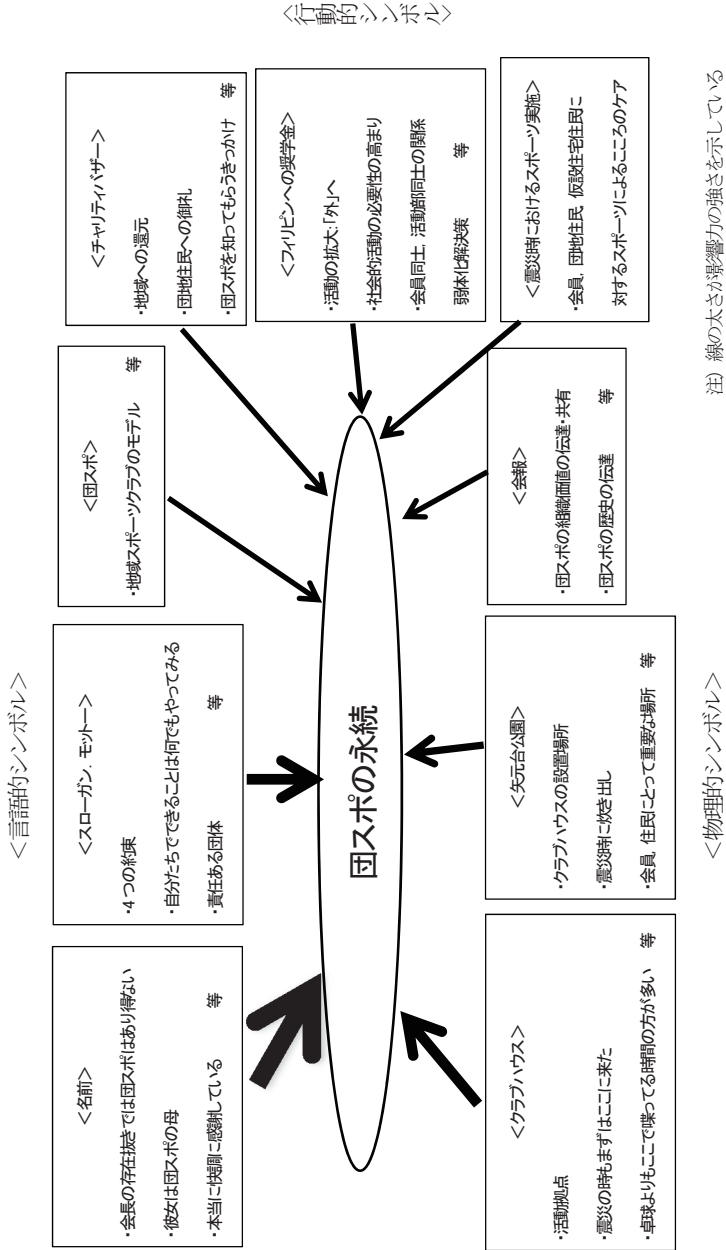 ＜言語的シンボル＞
＜名前＞
・会長の存在抜きでは団スポはあり得ない
・彼女は団スポの母
・本当に快調に感謝している　等
＜スローガン，モットー＞
・4つの約束
・自分たちでできることは何でもやってみる
・責任ある団体　等
＜団スポ＞
・地域スポーツクラブのモデル　等
＜チャリティバザー＞
・地域への還元
・団地住民への御礼
・団スポを知ってもらうきっかけ　等
＜行動的シンボル＞
＜フィリピンへの奨学金＞
・活動の拡大：「外」へ
・社会的活動の必要性の高まり
・会員同士，活動部同士の関係
弱体化解決策　等
＜震災時におけるスポーツ実施＞
・会員，団地住民，仮設住宅住民に
対するスポーツによるこころのケア
団スポの永続
＜クラブハウス＞
・活動拠点
・震災の時もまずはここに来た
・卓球よりもここで喋ってる時間の方が多い　等
＜矢元台公園＞
・クラブハウスの設置場所
・震災時に炊き出し
・会員，住民にとって重要な場所　等
＜会報＞
・団スポの組織価値の伝達・共有
・団スポの歴史の伝達　等
＜物理的シンボル＞
注）線の太さが影響力の強さを示している